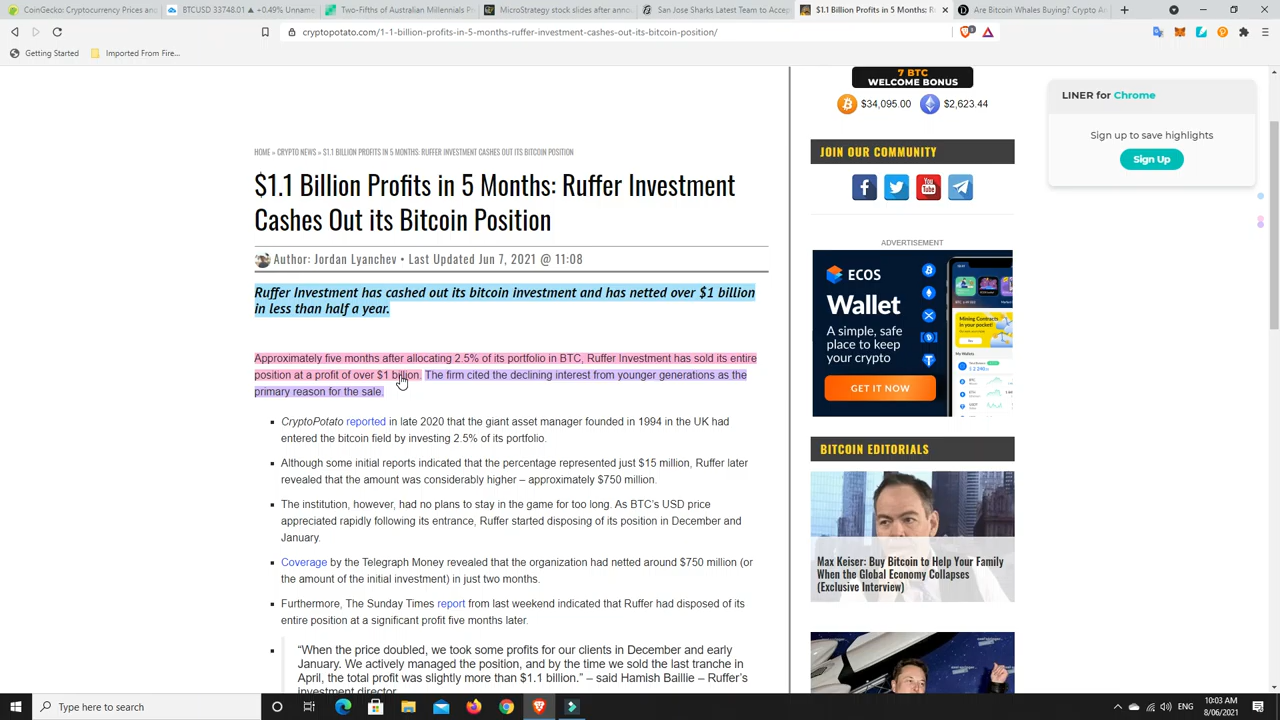 CoinGecko: Cryptocurrency Prices an
BTCUSD 33748.01 ▲ +0.49% Unname
Two-Fifths of Australian Millennials P
MicroStrategy stock slides after anno
San Jose Sharks Latest Team to Accep
$1.1 Billion Profits in 5 Months: R
Are Bitcoin Whales Buying? Crypto A
cryptopotato.com/1-1-billion-profits-in-5-months-ruffer-investment-cashes-out-its-bitcoin-position/
Getting Started
Imported From Fire...
7 BTC
WELCOME BONUS
$34,095.00
$2,623.44
LINER for Chrome
Sign up to save highlights
Sign Up
HOME » CRYPTO NEWS » $1.1 BILLION PROFITS IN 5 MONTHS: RUFFER INVESTMENT CASHES OUT ITS BITCOIN POSITION
JOIN OUR COMMUNITY
$1.1 Billion Profits in 5 Months: Ruffer Investment
Cashes Out its Bitcoin Position
Author: Jordan Lyanchev • Last Updated Jun 7, 2021 @ 11:08
Ruffer Investment has cashed out its bitcoin investment and has netted over $1 billion
in less than half a year.
Approximately five months after allocating 2.5% of its portfolio in BTC, Ruffer Investment has sold its entire
position on a profit of over $1 billion. The firm cited the declining interest from younger generations as the
primary reason for the sale.
CryptoPotato reported in late 2020 that the giant asset manager founded in 1994 in the UK had
entered the bitcoin field by investing 2.5% of its portfolio.
Although some initial reports indicated that the percentage represented just $15 million, Ruffer later
that the amount was considerably higher – approximately $750 million.
The institution, however, had no plans to stay in the game for too long. As BTC's USD price
appreciated rapidly following its entrance, Ruffer started disposing of its position in December and
January.
Coverage by the Telegraph Money revealed that the organization had netted around $750 million (or
the amount of the initial investment) in just two months.
Furthermore, The Sunday Times report from last weekend indicated that Ruffer had disposed of its
entire position at a significant profit five months later.
“When the price doubled, we took some profits for our clients in December and early
January. We actively managed the position, and by the time we sold the last tranche in
April, the total profit was slightly more than $1.1 billion.” – said Hamish Baillie – Ruffer's
investment director.
ADVERTISEMENT
ECOS
Wallet
A simple, safe
place to keep
your crypto
GET IT NOW
Mining Contracts
in your pocket!
My Wallets
BITCOIN EDITORIALS
Max Keiser: Buy Bitcoin to Help Your Family
When the Global Economy Collapses
(Exclusive Interview)
Type here to search
10:03 AM
8/06/2021